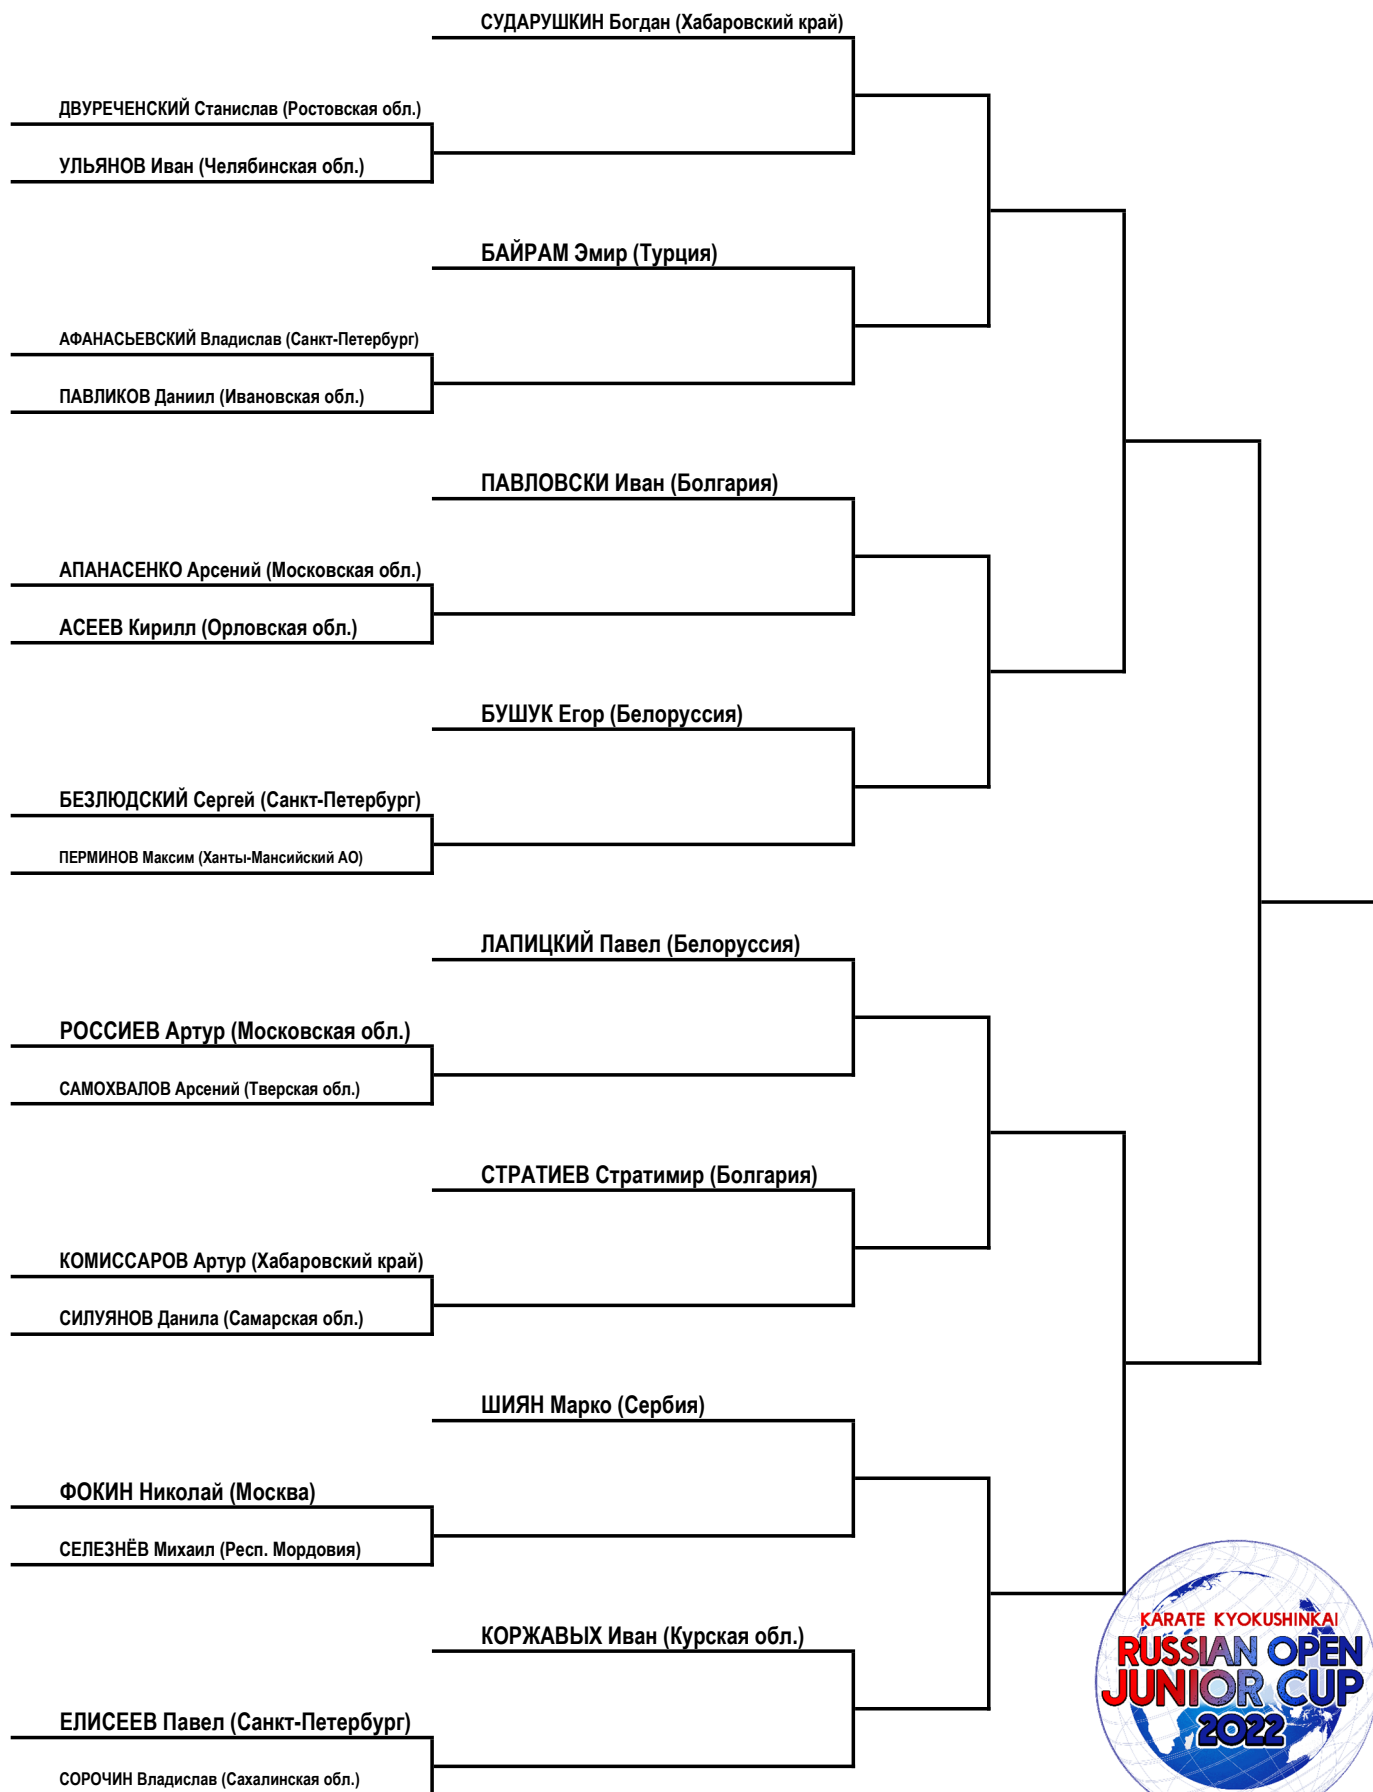 СУДАРУШКИН Богдан (Хабаровский край)
ДВУРЕЧЕНСКИЙ Станислав (Ростовская обл.)
УЛЬЯНОВ Иван (Челябинская обл.)
БАЙРАМ Эмир (Турция)
АФАНАСЬЕВСКИЙ Владислав (Санкт-Петербург)
ПАВЛИКОВ Даниил (Ивановская обл.)
ПАВЛОВСКИ Иван (Болгария)
АПАНАСЕНКО Арсений (Московская обл.)
АСЕЕВ Кирилл (Орловская обл.)
БУШУК Егор (Белоруссия)
БЕЗЛЮДСКИЙ Сергей (Санкт-Петербург)
ПЕРМИНОВ Максим (Ханты-Мансийский АО)
ЛАПИЦКИЙ Павел (Белоруссия)
РОССИЕВ Артур (Московская обл.)
САМОХВАЛОВ Арсений (Тверская обл.)
СТРАТИЕВ Стратимир (Болгария)
КОМИССАРОВ Артур (Хабаровский край)
СИЛУЯНОВ Данила (Самарская обл.)
ШИЯН Марко (Сербия)
ФОКИН Николай (Москва)
СЕЛЕЗНЁВ Михаил (Респ. Мордовия)
КОРЖАВЫХ Иван (Курская обл.)
ЕЛИСЕЕВ Павел (Санкт-Петербург)
СОРОЧИН Владислав (Сахалинская обл.)
KARATE KYOKUSHINKAI
RUSSIAN OPEN
JUNIOR CUP
2022